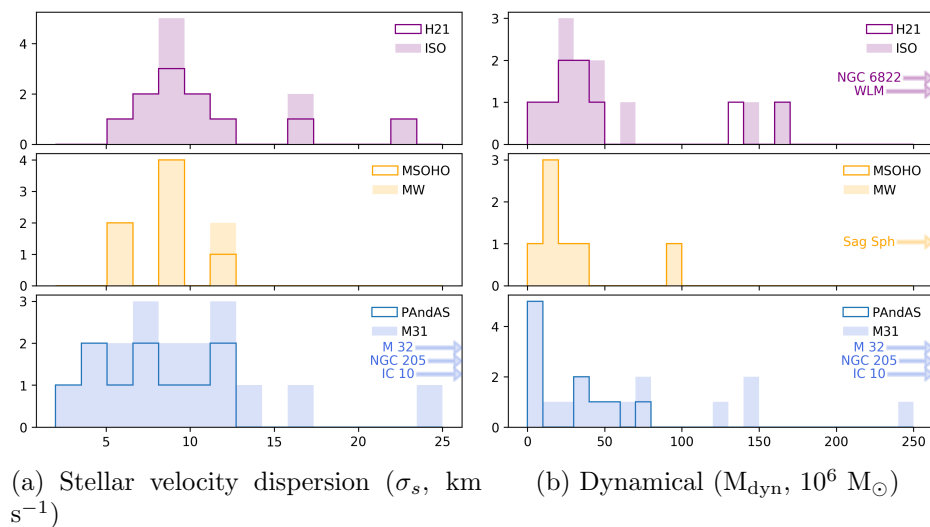 H21
ISO
4
2
0
H21
ISO
NGC 6822
WLM
3
2
1
0
MSOHO
MW
4
3
2
1
0
MSOHO
MW
Sag Sph
3
2
1
0
PAndAS
M31
M 32
NGC 205
IC 10
3
2
1
0
5
10
15
20
25
PAndAS
M31
M 32
NGC 205
IC 10
4
2
0
0
50
100
150
200
250
(a) Stellar velocity dispersion (σs, km
s−1)
(b) Dynamical (Mdyn, 10⁶ M⊙)